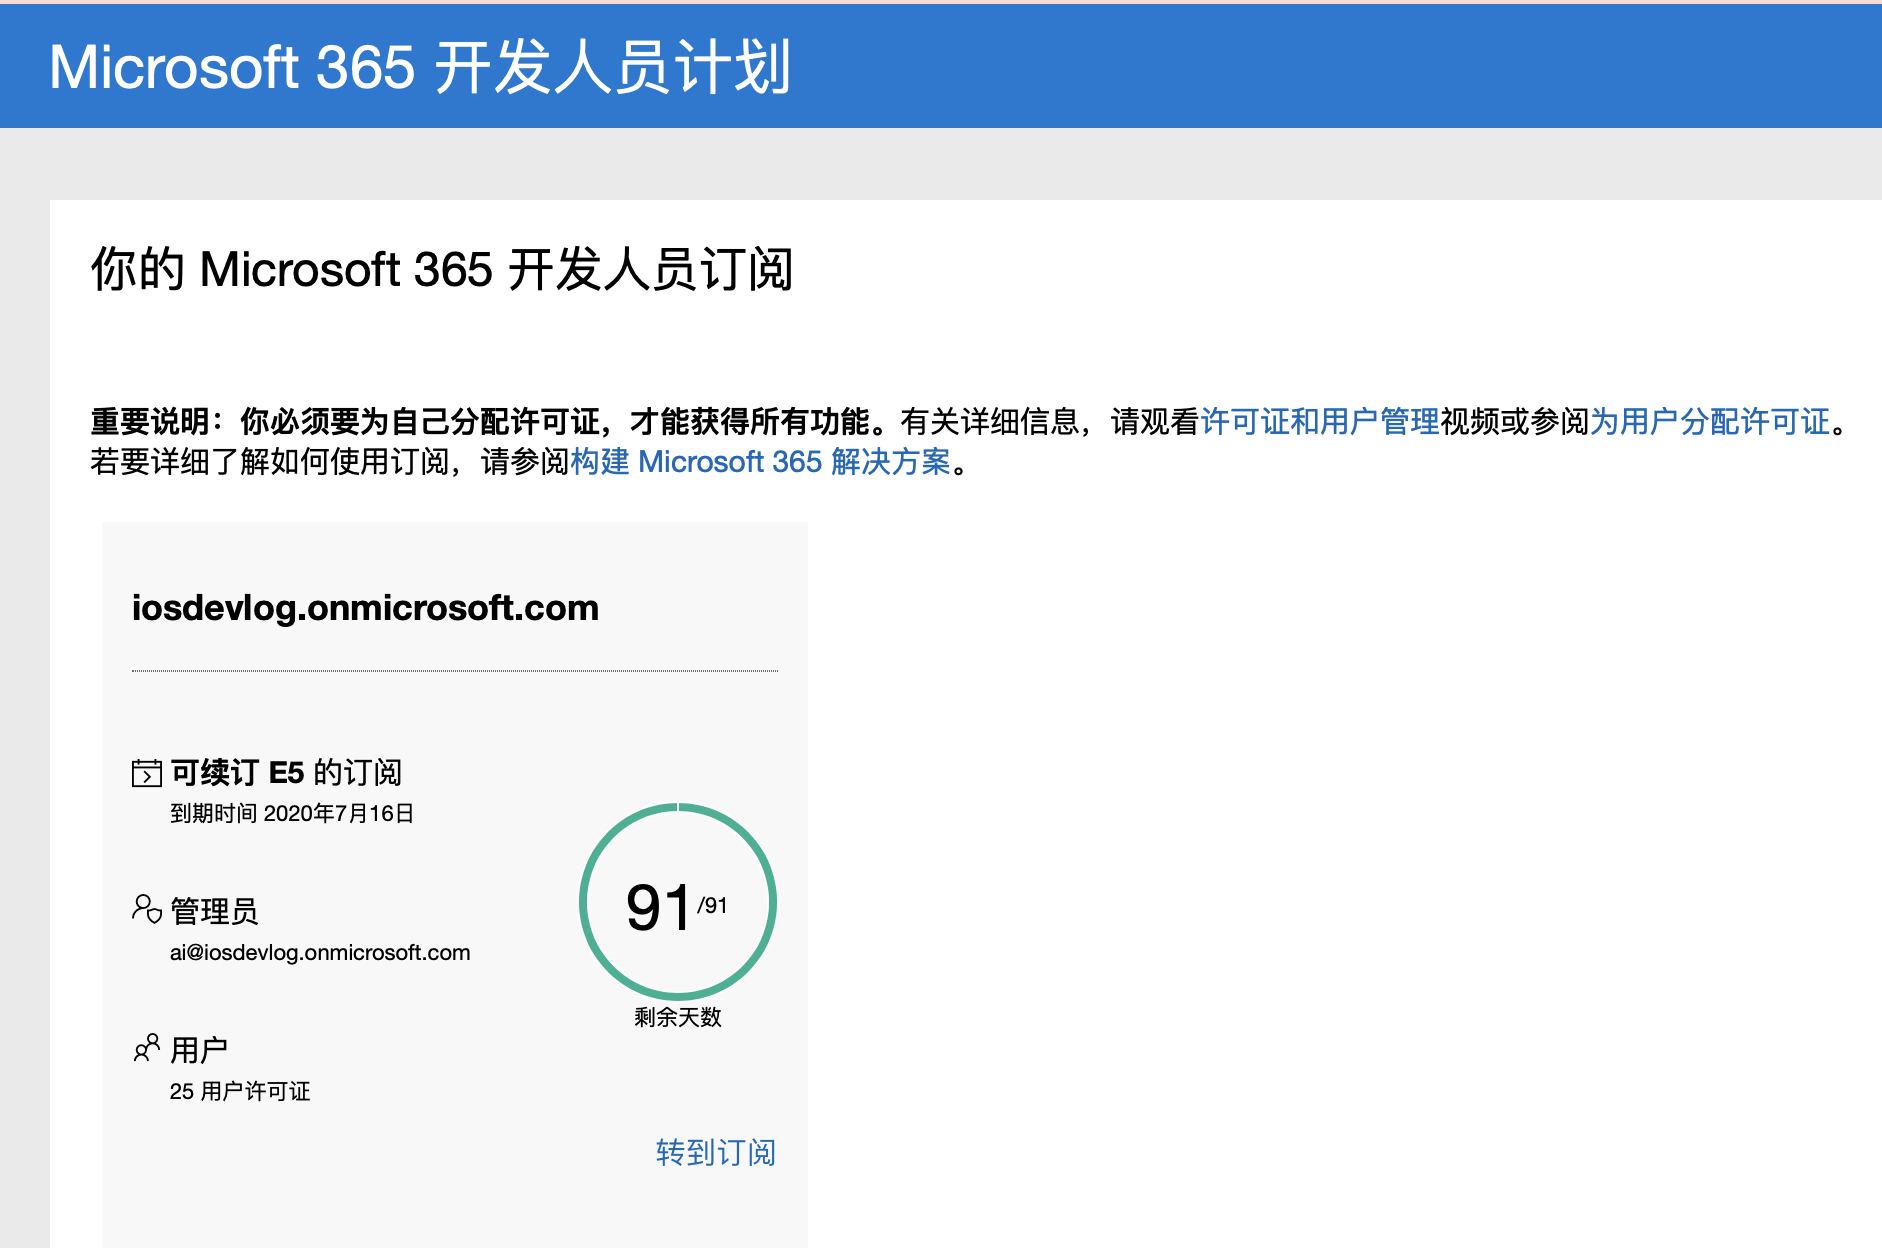 Microsoft 365 开发人员计划
你的 Microsoft 365 开发人员订阅
重要说明：你必须要为自己分配许可证，才能获得所有功能。有关详细信息，请观看许可证和用户管理视频或参阅为用户分配许可证。
若要详细了解如何使用订阅，请参阅构建 Microsoft 365 解决方案。
iosdevlog.onmicrosoft.com
可续订 E5 的订阅
到期时间 2020年7月16日
管理员
ai@iosdevlog.onmicrosoft.com
91/91
剩余天数
用户
25 用户许可证
转到订阅